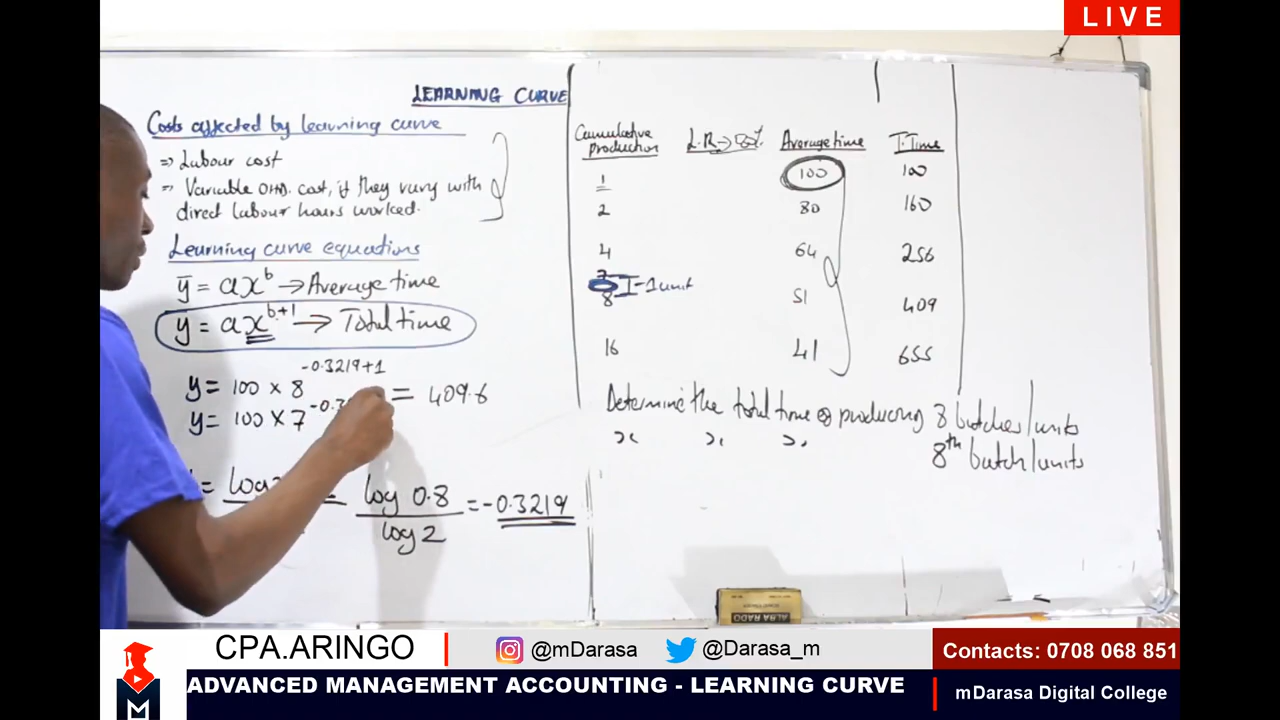 LIVE
LEARNING CURVE
Costs affected by learning curve
⇒ Labour cost
⇒ Variable OHD. cost, if they vary with
direct labour hours worked.
Learning curve equations
ȳ = ax^b → Average time
y = ax^b+1 → Total time
y = 100 × 8^-0.3219+1 = 409.6
y = 100 × 7^-0.3
log 0.8 = -0.3219
log 2
Cumulative production L.R → 80% Average time T.Time
1 100 100
2 80 160
4 64 256
7 I-1unit
8 51 409
16 41 655
Determine the total time of producing 8 batches/units
8th batch/units
CPA.ARINGO
@mDarasa
@Darasa_m
Contacts: 0708 068 851
ADVANCED MANAGEMENT ACCOUNTING - LEARNING CURVE
mDarasa Digital College